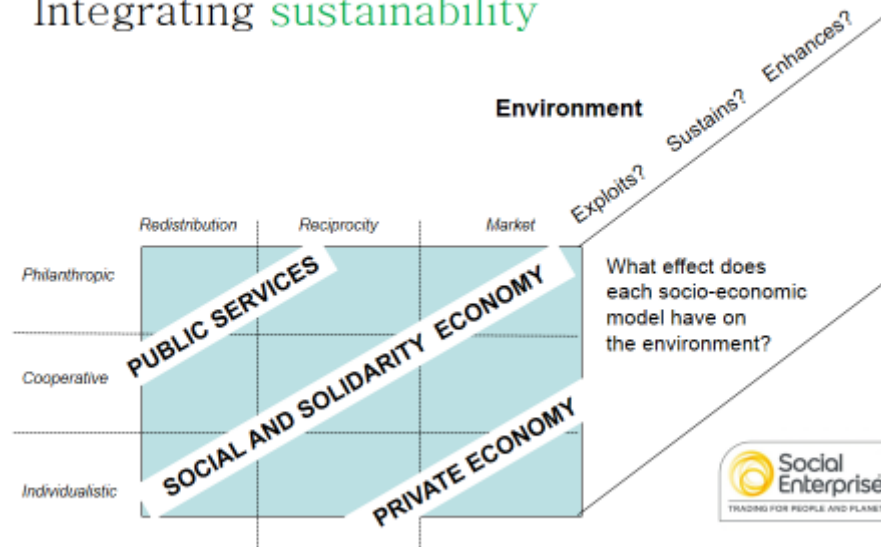 Integrating sustainability
Environment
Exploits? Sustains? Enhances?
Redistribution Reciprocity Market
Philanthropic
Cooperative
Individualistic
PUBLIC SERVICES
SOCIAL AND SOLIDARITY ECONOMY
PRIVATE ECONOMY
What effect does
each socio-economic
model have on
the environment?
Social
Enterprise
TRADING FOR PEOPLE AND PLANET